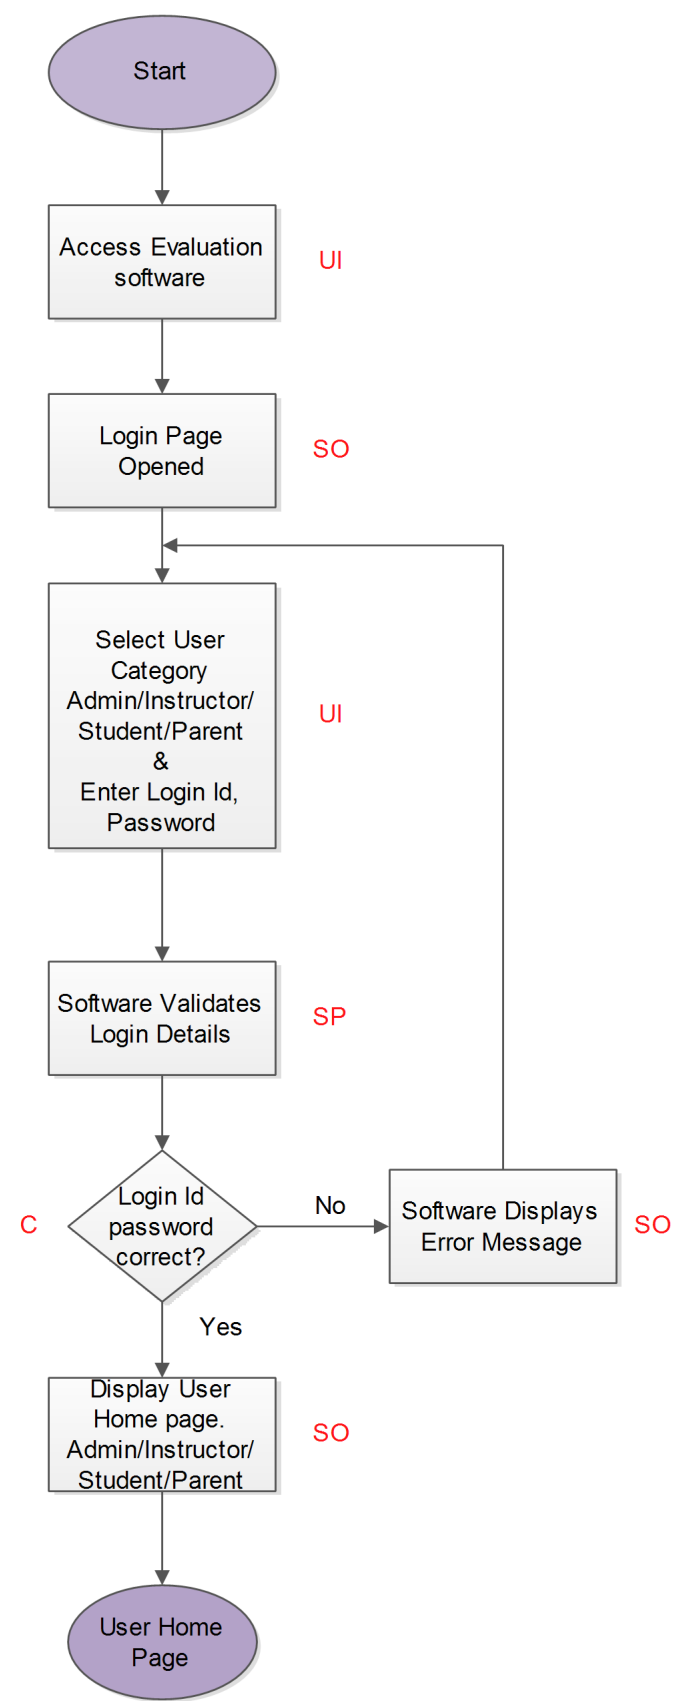 Start
Access Evaluation
software
UI
Login Page
Opened
SO
Select User
Category
Admin/Instructor/
Student/Parent
&
Enter Login Id,
Password
UI
Software Validates
Login Details
SP
C
Login Id
password
correct?
No
Software Displays
Error Message
SO
Yes
Display User
Home page.
Admin/Instructor/
Student/Parent
SO
User Home
Page